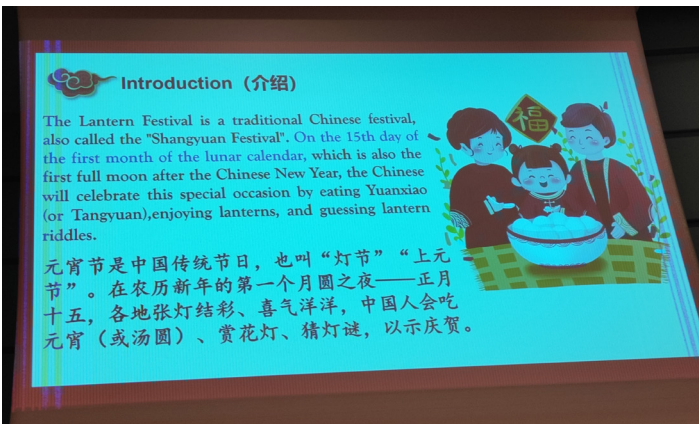 Introduction（介绍）
The Lantern Festival is a traditional Chinese festival,
also called the "Shangyuan Festival". On the 15th day of
the first month of the lunar calendar, which is also the
first full moon after the Chinese New Year, the Chinese
will celebrate this special occasion by eating Yuanxiao
(or Tangyuan),enjoying lanterns, and guessing lantern
riddles.
福
元宵节是中国传统节日，也叫“灯节”“上元
节”。在农历新年的第一个月圆之夜——正月
十五，各地张灯结彩、喜气洋洋，中国人会吃
元宵（或汤圆）、赏花灯、猜灯谜，以示庆贺。